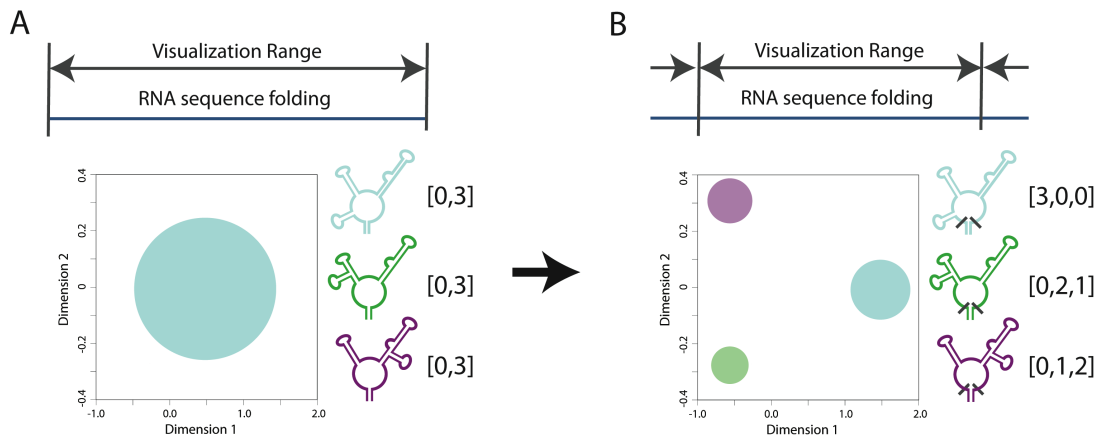 A
Visualization Range
RNA sequence folding
0.4
0.2
0
-0.2
-0.4
Dimension 2
-1.0 0.0 1.0 2.0
Dimension 1
[0,3]
[0,3]
[0,3]
B
Visualization Range
RNA sequence folding
0.4
0.2
0
-0.2
-0.4
Dimension 2
-1.0 0.0 1.0 2.0
Dimension 1
[3,0,0]
[0,2,1]
[0,1,2]